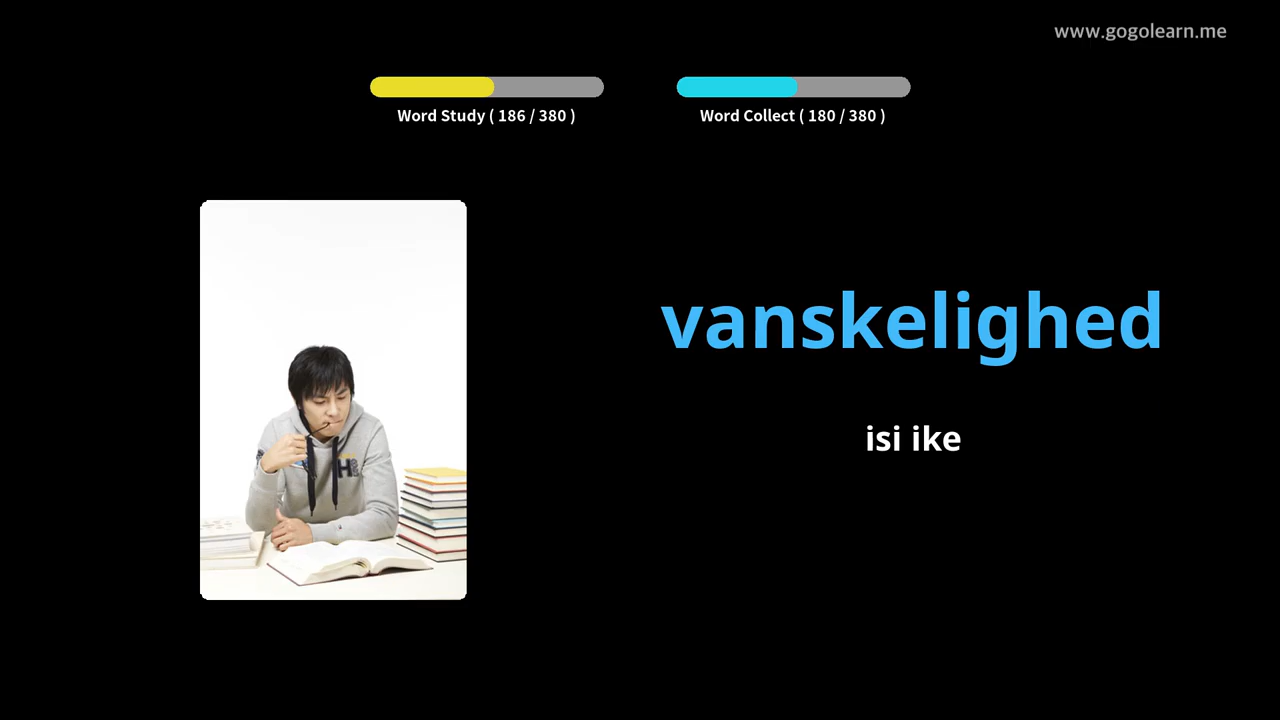 www.gogolearn.me
Word Study ( 186 / 380 )
Word Collect ( 180 / 380 )
vanskelighed
isi ike
H